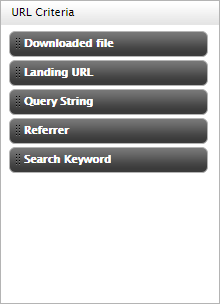 URL Criteria
Downloaded file
Landing URL
Query String
Referrer
Search Keyword